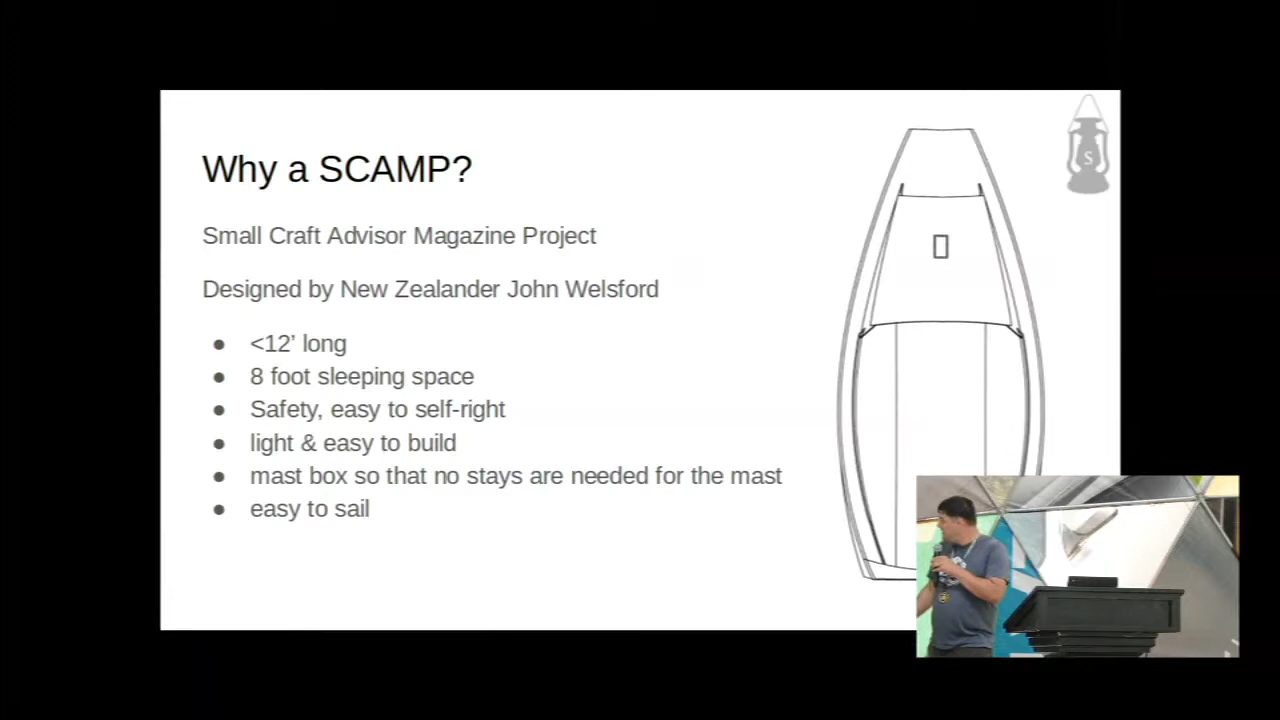 Why a SCAMP?
Small Craft Advisor Magazine Project
Designed by New Zealander John Welsford
● <12' long
● 8 foot sleeping space
● Safety, easy to self-right
● light & easy to build
● mast box so that no stays are needed for the mast
● easy to sail
S